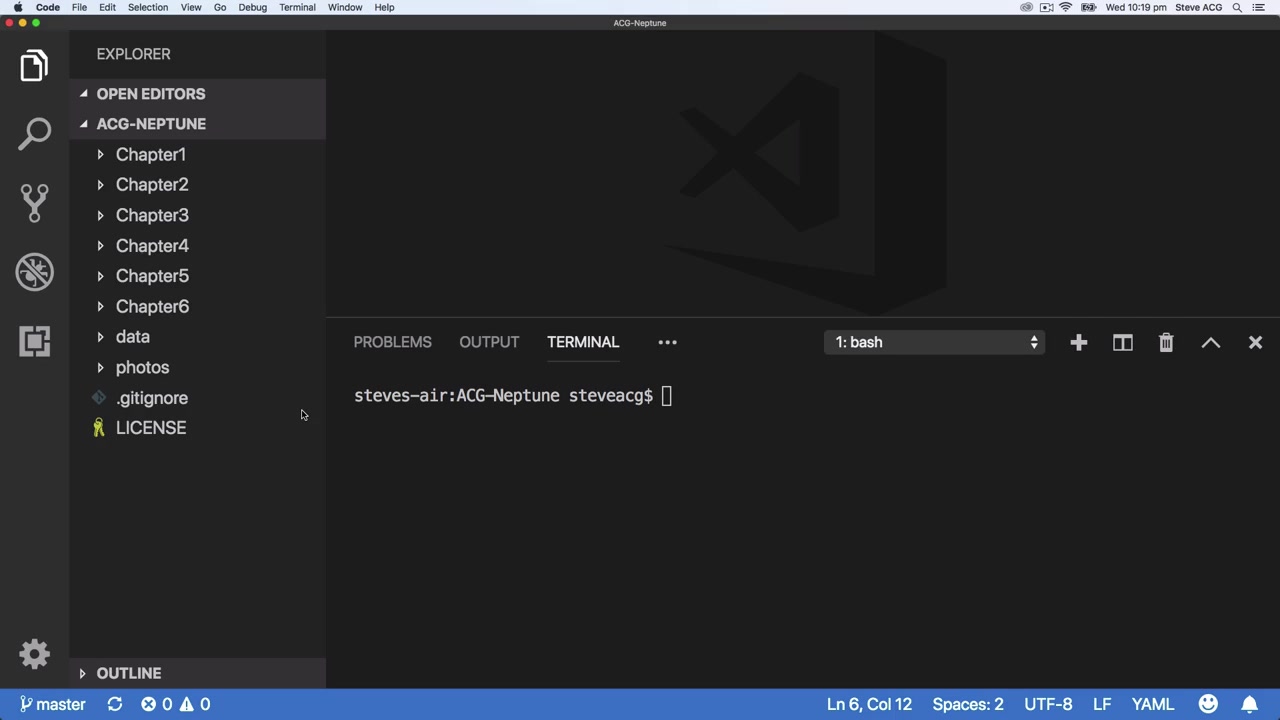 Code File Edit Selection View Go Debug Terminal Window Help
Wed 10:19 pm Steve ACG
ACG-Neptune
EXPLORER
OPEN EDITORS
ACG-NEPTUNE
Chapter1
Chapter2
Chapter3
Chapter4
Chapter5
Chapter6
data
photos
.gitignore
LICENSE
OUTLINE
PROBLEMS OUTPUT TERMINAL ••• 1: bash
steves-air:ACG-Neptune steveacg$
master 0 0 Ln 6, Col 12 Spaces: 2 UTF-8 LF YAML